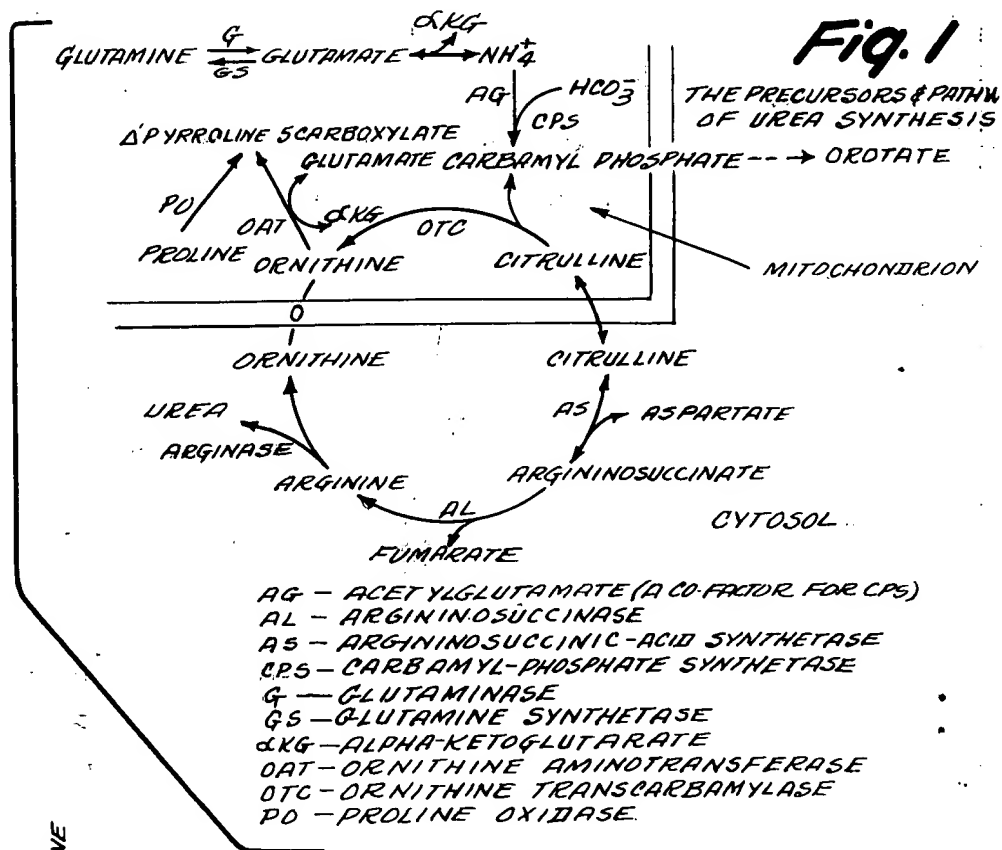 Fig. 1
THE PRECURSORS & PATHW
OF UREA SYNTHESIS
GLUTAMINE G GS GLUTAMATE αKG NH4+
AG HCO3-
CPS
Δ'PYRROLINE 5CARBOXYLATE
GLUTAMATE CARBAMYL PHOSPHATE --→ OROTATE
PO OAT αKG OTC
PROLINE ORNITHINE CITRULLINE
MITOCHONDRION
O
ORNITHINE CITRULLINE
UREA AS ASPARTATE
ARGINASE
ARGININE ARGININOSUCCINATE
AL
CYTOSOL
FUMARATE
AG — ACETYLGLUTAMATE (A CO-FACTOR FOR CPS)
AL — ARGININOSUCCINASE
AS — ARGININOSUCCINIC-ACID SYNTHETASE
CPS — CARBAMYL-PHOSPHATE SYNTHETASE
G — GLUTAMINASE
GS — GLUTAMINE SYNTHETASE
αKG — ALPHA-KETOGLUTARATE
OAT — ORNITHINE AMINOTRANSFERASE
OTC — ORNITHINE TRANSCARBAMYLASE
PO — PROLINE OXIDASE
NE